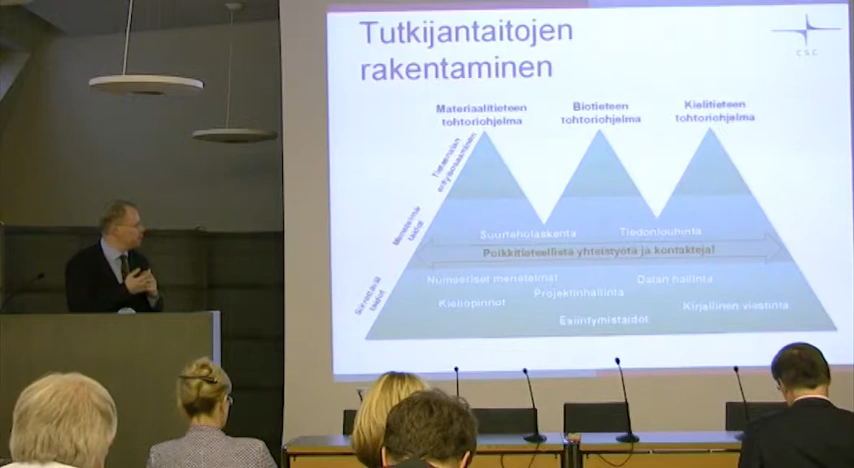 Tutkijantaitojen
rakentaminen
CSC
Materiaalitieteen
tohtoriohjelma
Biotieteen
tohtoriohjelma
Kielitieteen
tohtoriohjelma
Tieteenalan
erityisosaaminen
Menetelmä-
taidot
Siirrettävät
taidot
Suurteholaskenta
Tiedonlouhinta
Poikkitieteellistä yhteistyötä ja kontakteja!
Numeeriset menetelmät
Datan hallinta
Projektinhallinta
Kieliopinnot
Kirjallinen viestintä
Esiintymistaidot